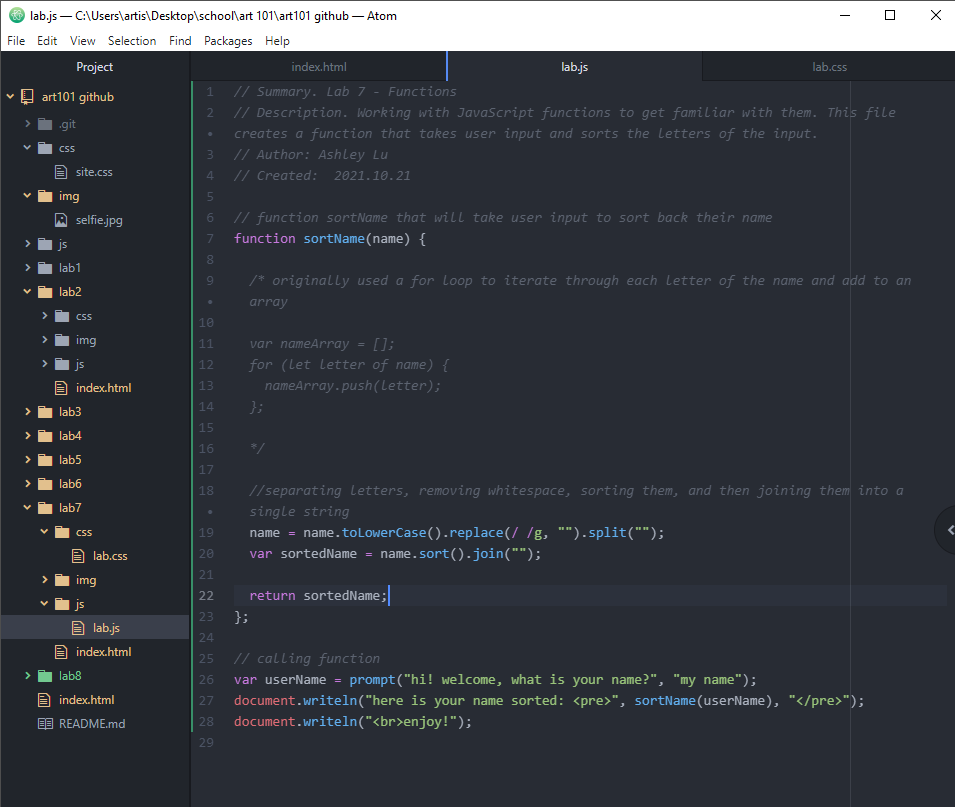 lab.js — C:\Users\artis\Desktop\school\art 101\art101 github — Atom
File Edit View Selection Find Packages Help
Project
art101 github
.git
css
site.css
img
selfie.jpg
js
lab1
lab2
css
img
js
index.html
lab3
lab4
lab5
lab6
lab7
css
lab.css
img
js
lab.js
index.html
lab8
index.html
README.md
index.html lab.js lab.css
1 // Summary. Lab 7 - Functions
2 // Description. Working with JavaScript functions to get familiar with them. This file
• creates a function that takes user input and sorts the letters of the input.
3 // Author: Ashley Lu
4 // Created:  2021.10.21
5
6 // function sortName that will take user input to sort back their name
7 function sortName(name) {
8
9   /* originally used a for loop to iterate through each letter of the name and add to an
•   array
10
11   var nameArray = [];
12   for (let letter of name) {
13     nameArray.push(letter);
14   };
15
16   */
17
18   //separating letters, removing whitespace, sorting them, and then joining them into a
•   single string
19   name = name.toLowerCase().replace(/ /g, "").split("");
20   var sortedName = name.sort().join("");
21
22   return sortedName;
23 };
24
25 // calling function
26 var userName = prompt("hi! welcome, what is your name?", "my name");
27 document.writeln("here is your name sorted: <pre>", sortName(userName), "</pre>");
28 document.writeln("<br>enjoy!");
29